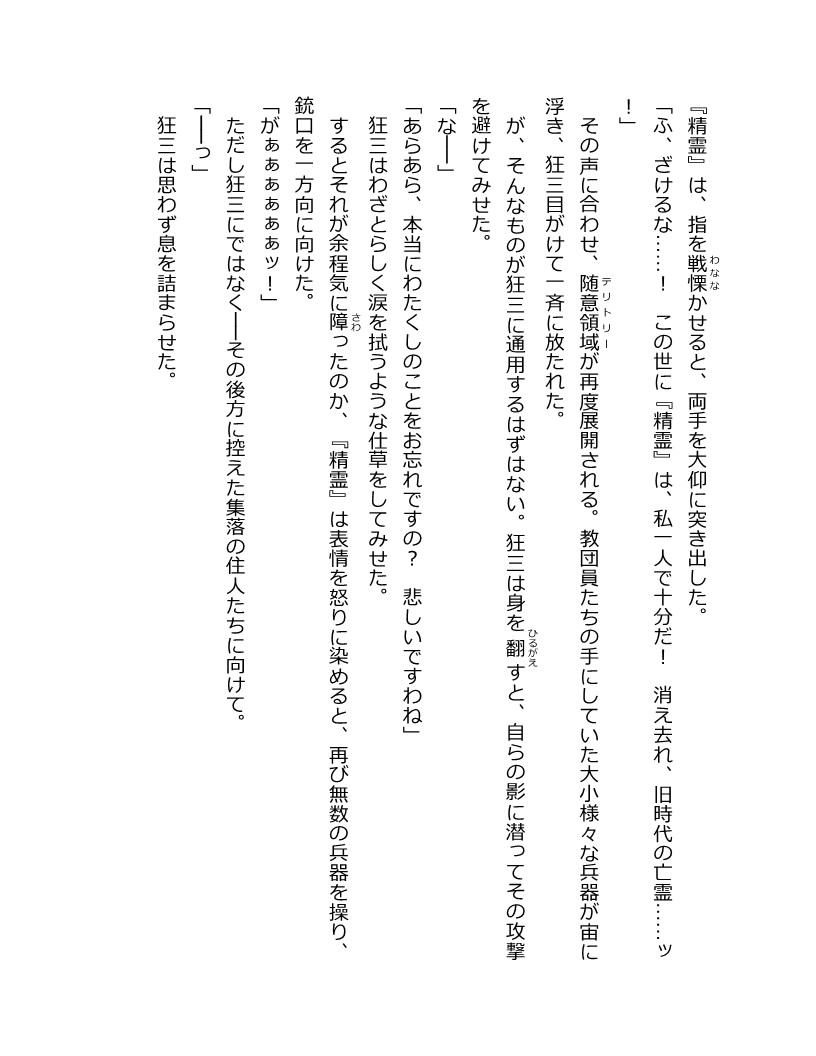 『精霊』は、指を戦慄かせると、両手を大仰に突き出した。
「ふ、ざけるな……！　この世に『精霊』は、私一人で十分だ！　消え去れ、旧時代の亡霊……ッ
！」
　その声に合わせ、随意領域が再度展開される。教団員たちの手にしていた大小様々な兵器が宙に
浮き、狂三目がけて一斉に放たれた。
　が、そんなものが狂三に通用するはずはない。狂三は身を翻すと、自らの影に潜ってその攻撃
を避けてみせた。
「な――」
「あらあら、本当にわたくしのことをお忘れですの？　悲しいですわね」
　狂三はわざとらしく涙を拭うような仕草をしてみせた。
　するとそれが余程気に障ったのか、『精霊』は表情を怒りに染めると、再び無数の兵器を操り、
銃口を一方向に向けた。
「がぁぁぁぁぁッ！」
　ただし狂三にではなく――その後方に控えた集落の住人たちに向けて。
「――っ」
　狂三は思わず息を詰まらせた。
わなな
テリトリー
ひるがえ
さわ